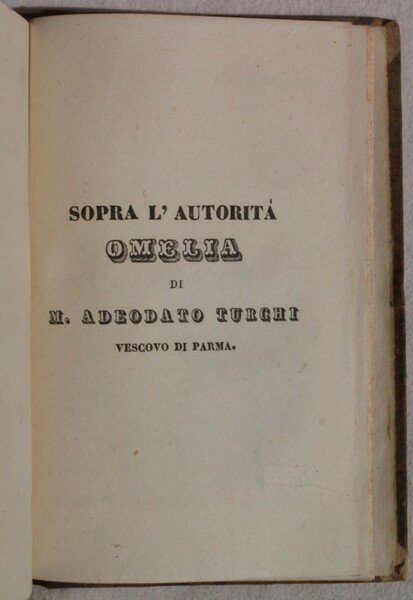 SOPRA L' AUTORITÁ
OMELIA
DI
M. ADEODATO TURCHI
VESCOVO DI PARMA.